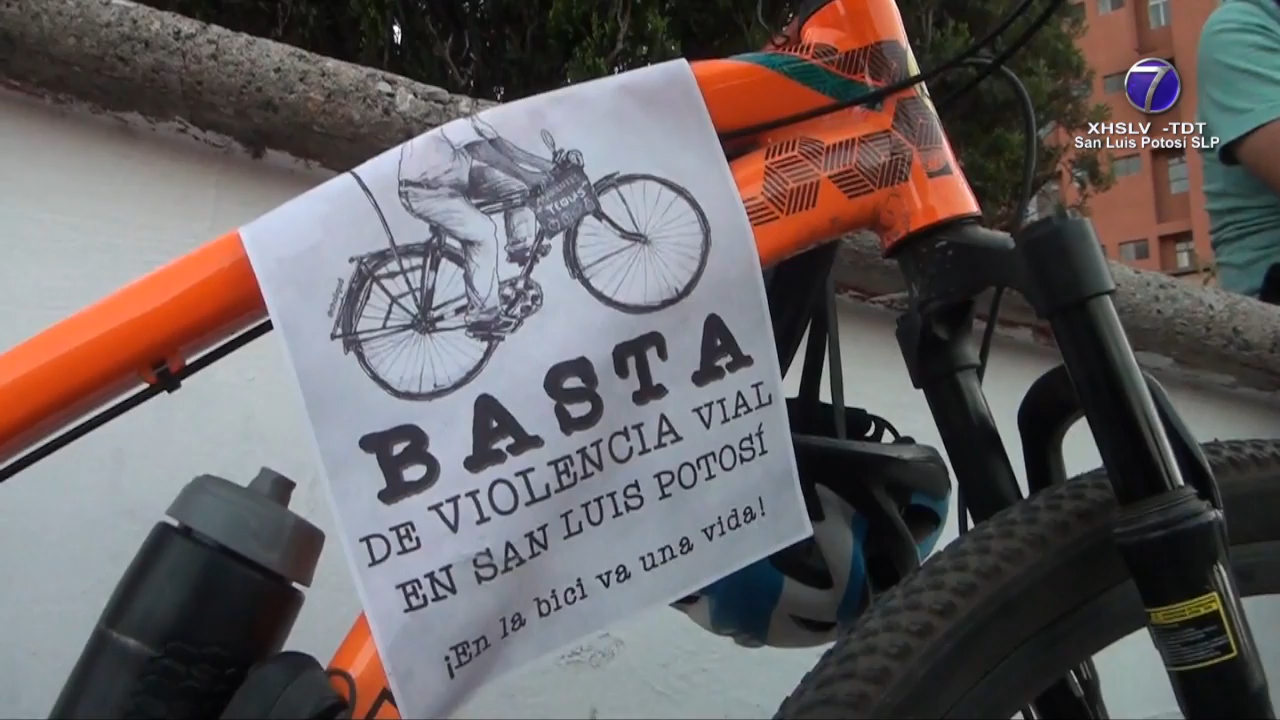 7
XHSLV -TDT
San Luis Potosi SLP
BASTA
DE VIOLENCIA VIAL
EN SAN LUIS POTOSÍ
¡En la bici va una vida!